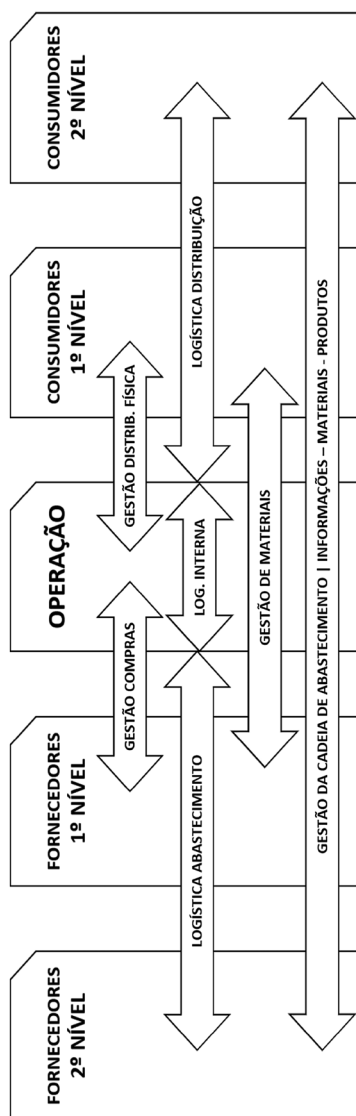 FORNECEDORES
2º NÍVEL
FORNECEDORES
1º NÍVEL
OPERAÇÃO
CONSUMIDORES
1º NÍVEL
CONSUMIDORES
2º NÍVEL
GESTÃO COMPRAS
GESTÃO DISTRIB. FÍSICA
LOGÍSTICA ABASTECIMENTO
LOG. INTERNA
LOGÍSTICA DISTRIBUIÇÃO
GESTÃO DE MATERIAIS
GESTÃO DA CADEIA DE ABASTECIMENTO | INFORMAÇÕES – MATERIAIS - PRODUTOS